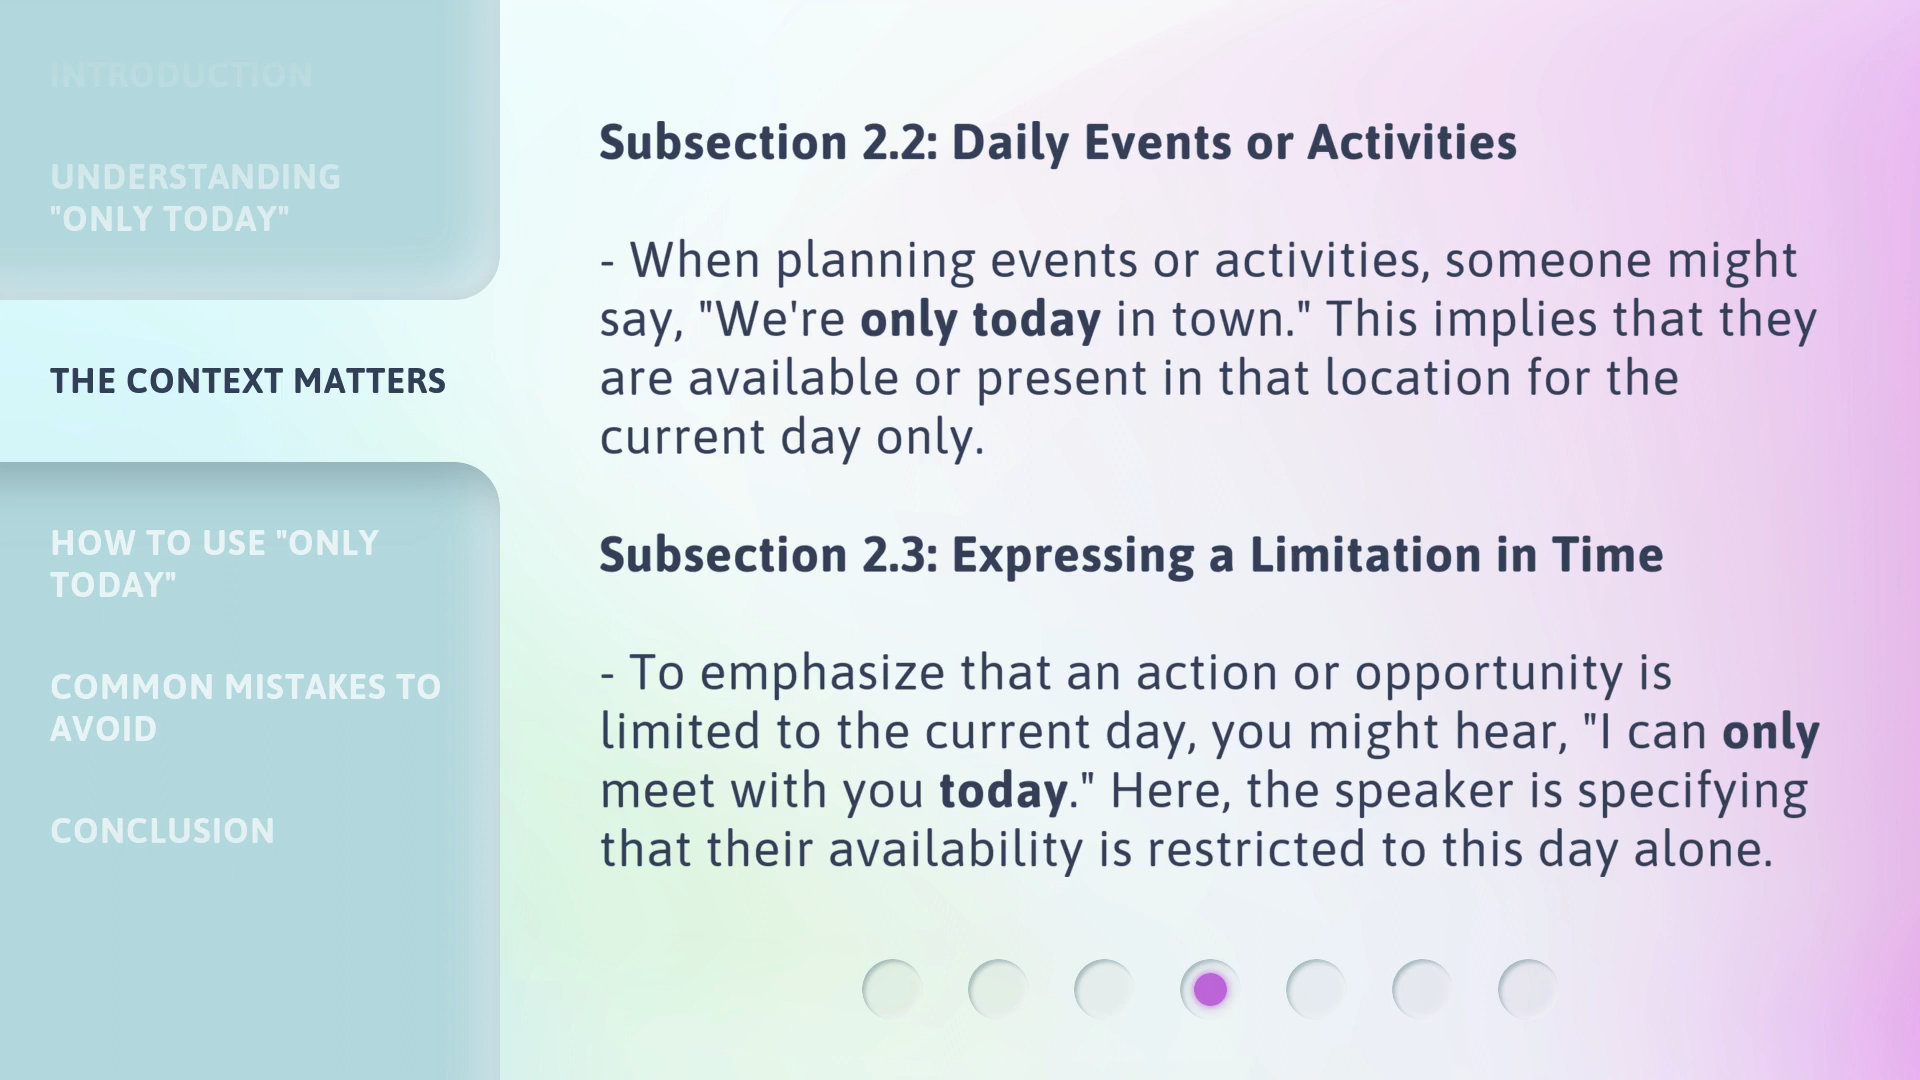 INTRODUCTION
UNDERSTANDING
"ONLY TODAY"
THE CONTEXT MATTERS
HOW TO USE "ONLY
TODAY"
COMMON MISTAKES TO
AVOID
CONCLUSION
Subsection 2.2: Daily Events or Activities
- When planning events or activities, someone might
say, "We're only today in town." This implies that they
are available or present in that location for the
current day only.
Subsection 2.3: Expressing a Limitation in Time
- To emphasize that an action or opportunity is
limited to the current day, you might hear, "I can only
meet with you today." Here, the speaker is specifying
that their availability is restricted to this day alone.